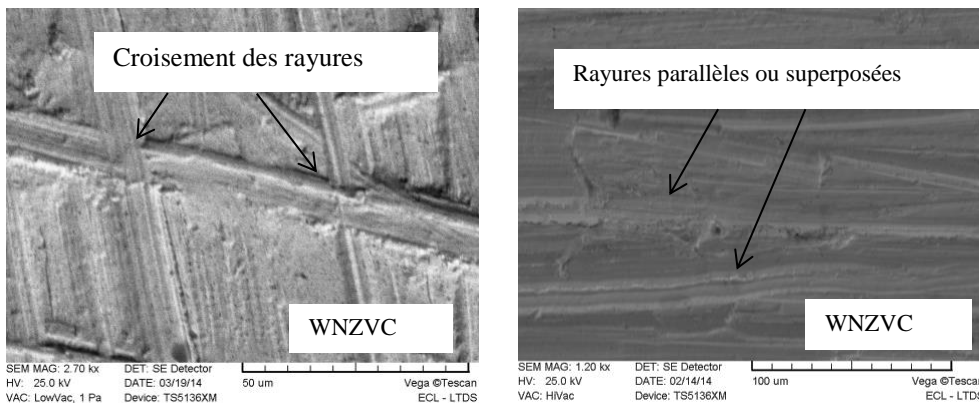 Croisement des rayures
WNZVC
SEM MAG: 2.70 kx DET: SE Detector
HV: 25.0 kV DATE: 03/19/14 50 um Vega ©Tescan
VAC: LowVac, 1 Pa Device: TS5136XM ECL - LTDS
Rayures parallèles ou superposées
WNZVC
SEM MAG: 1.20 kx DET: SE Detector
HV: 25.0 kV DATE: 02/14/14 100 um Vega ©Tescan
VAC: HiVac Device: TS5136XM ECL - LTDS